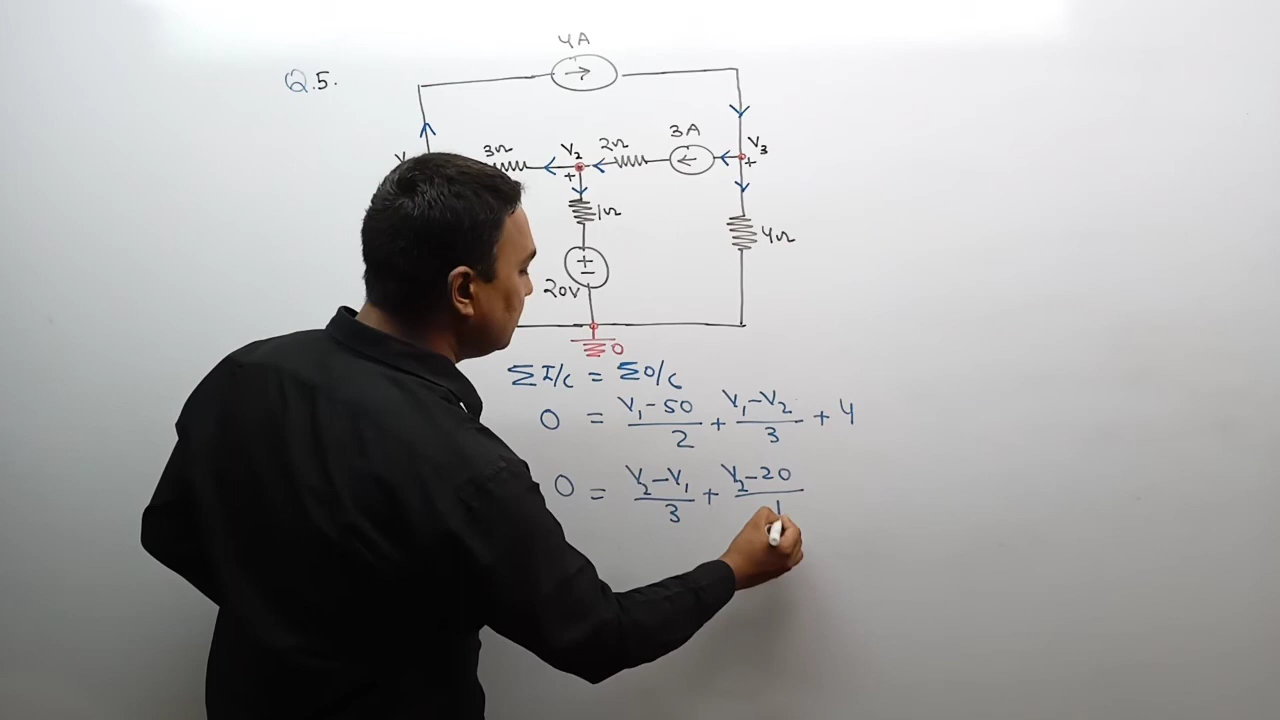 4A
Q.5.
3Ω V₂ 2Ω 3A V₃
+ +
1Ω 4Ω
+
−
20V
0
ΣI/C = ΣO/C
0 = (V₁-50)/2 + (V₁-V₂)/3 + 4
0 = (V₂-V₁)/3 + (V₂-20)/1